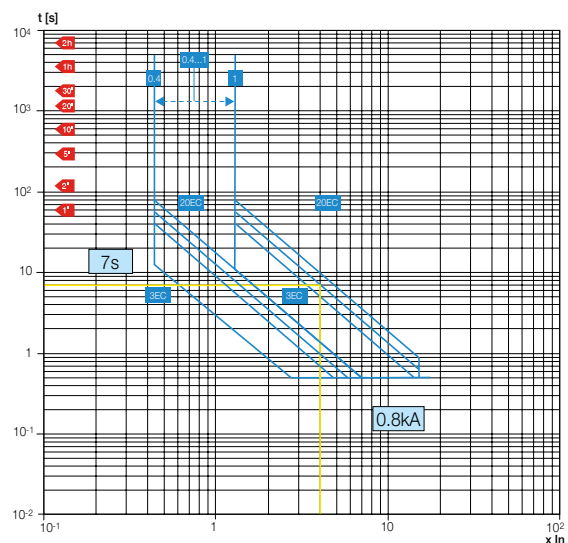 t [s]
10⁴
2h
1h
30'
20'
10'
5'
2'
1'
0.4
0.4...1
1
10³
10²
20EC
20EC
7s
10
3EC
3EC
1
0.8kA
10⁻¹
10⁻²
10⁻¹
1
10
10²
x In